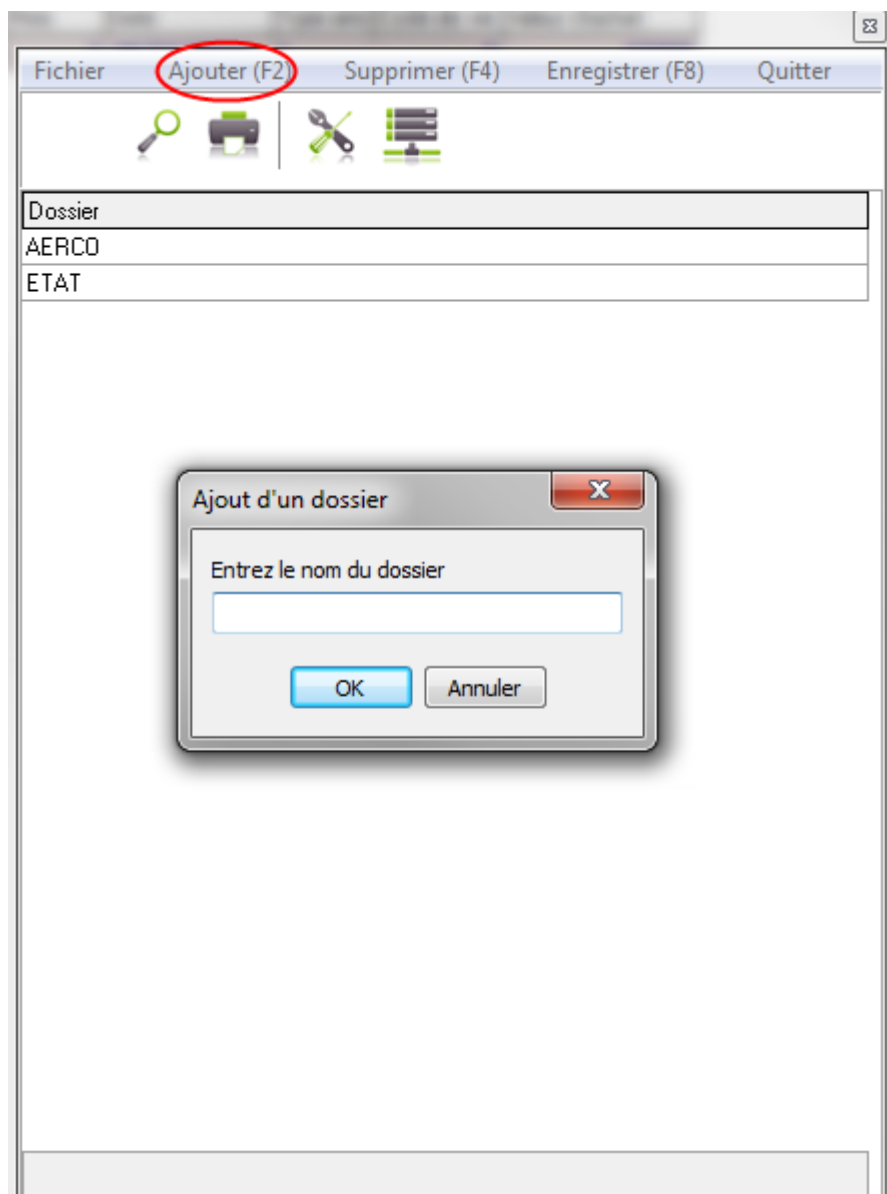 Fichier Ajouter (F2) Supprimer (F4) Enregistrer (F8) Quitter
Dossier
AERCO
ETAT
Ajout d'un dossier
Entrez le nom du dossier
OK Annuler